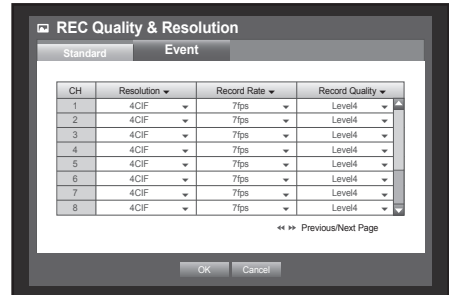 REC Quality & Resolution
Standard Event
CH Resolution Record Rate Record Quality
1 4CIF 7fps Level4
2 4CIF 7fps Level4
3 4CIF 7fps Level4
4 4CIF 7fps Level4
5 4CIF 7fps Level4
6 4CIF 7fps Level4
7 4CIF 7fps Level4
8 4CIF 7fps Level4
Previous/Next Page
OK Cancel